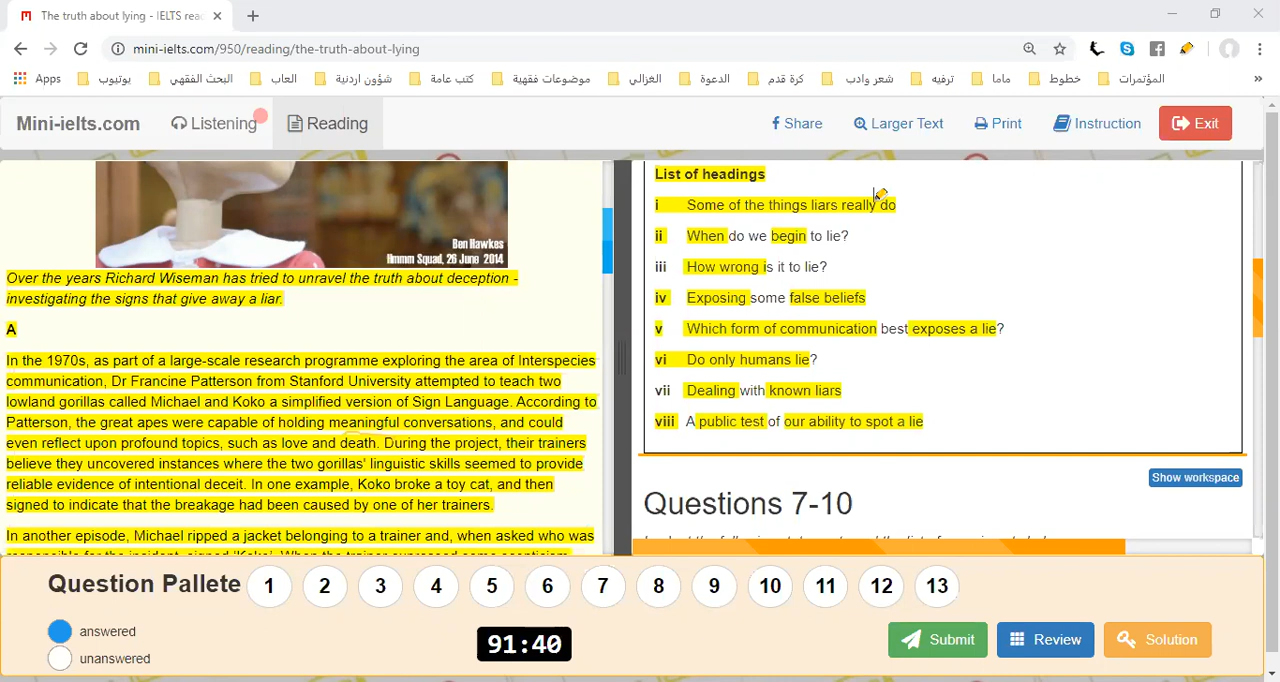 The truth about lying - IELTS rea
mini-ielts.com/950/reading/the-truth-about-lying
Apps
يوتيوب
البحث الفقهي
العاب
شؤون اردنية
كتب عامة
موضوعات فقهية
الغزالي
الدعوة
كرة قدم
شعر وادب
ترفيه
ماما
خطوط
المؤتمرات
»
Mini-ielts.com
Listening
Reading
Share
Larger Text
Print
Instruction
Exit
Ben Hawkes
Hmmm Squad, 26 June 2014
Over the years Richard Wiseman has tried to unravel the truth about deception -
investigating the signs that give away a liar.
A
In the 1970s, as part of a large-scale research programme exploring the area of Interspecies
communication, Dr Francine Patterson from Stanford University attempted to teach two
lowland gorillas called Michael and Koko a simplified version of Sign Language. According to
Patterson, the great apes were capable of holding meaningful conversations, and could
even reflect upon profound topics, such as love and death. During the project, their trainers
believe they uncovered instances where the two gorillas' linguistic skills seemed to provide
reliable evidence of intentional deceit. In one example, Koko broke a toy cat, and then
signed to indicate that the breakage had been caused by one of her trainers.
In another episode, Michael ripped a jacket belonging to a trainer and, when asked who was
responsible for the incident, signed 'Koko'. When the trainer expressed some scepticism,
List of headings
i Some of the things liars really do
ii When do we begin to lie?
iii How wrong is it to lie?
iv Exposing some false beliefs
v Which form of communication best exposes a lie?
vi Do only humans lie?
vii Dealing with known liars
viii A public test of our ability to spot a lie
Show workspace
Questions 7-10
Question Pallete 1 2 3 4 5 6 7 8 9 10 11 12 13
answered
unanswered
91:40
Submit
Review
Solution